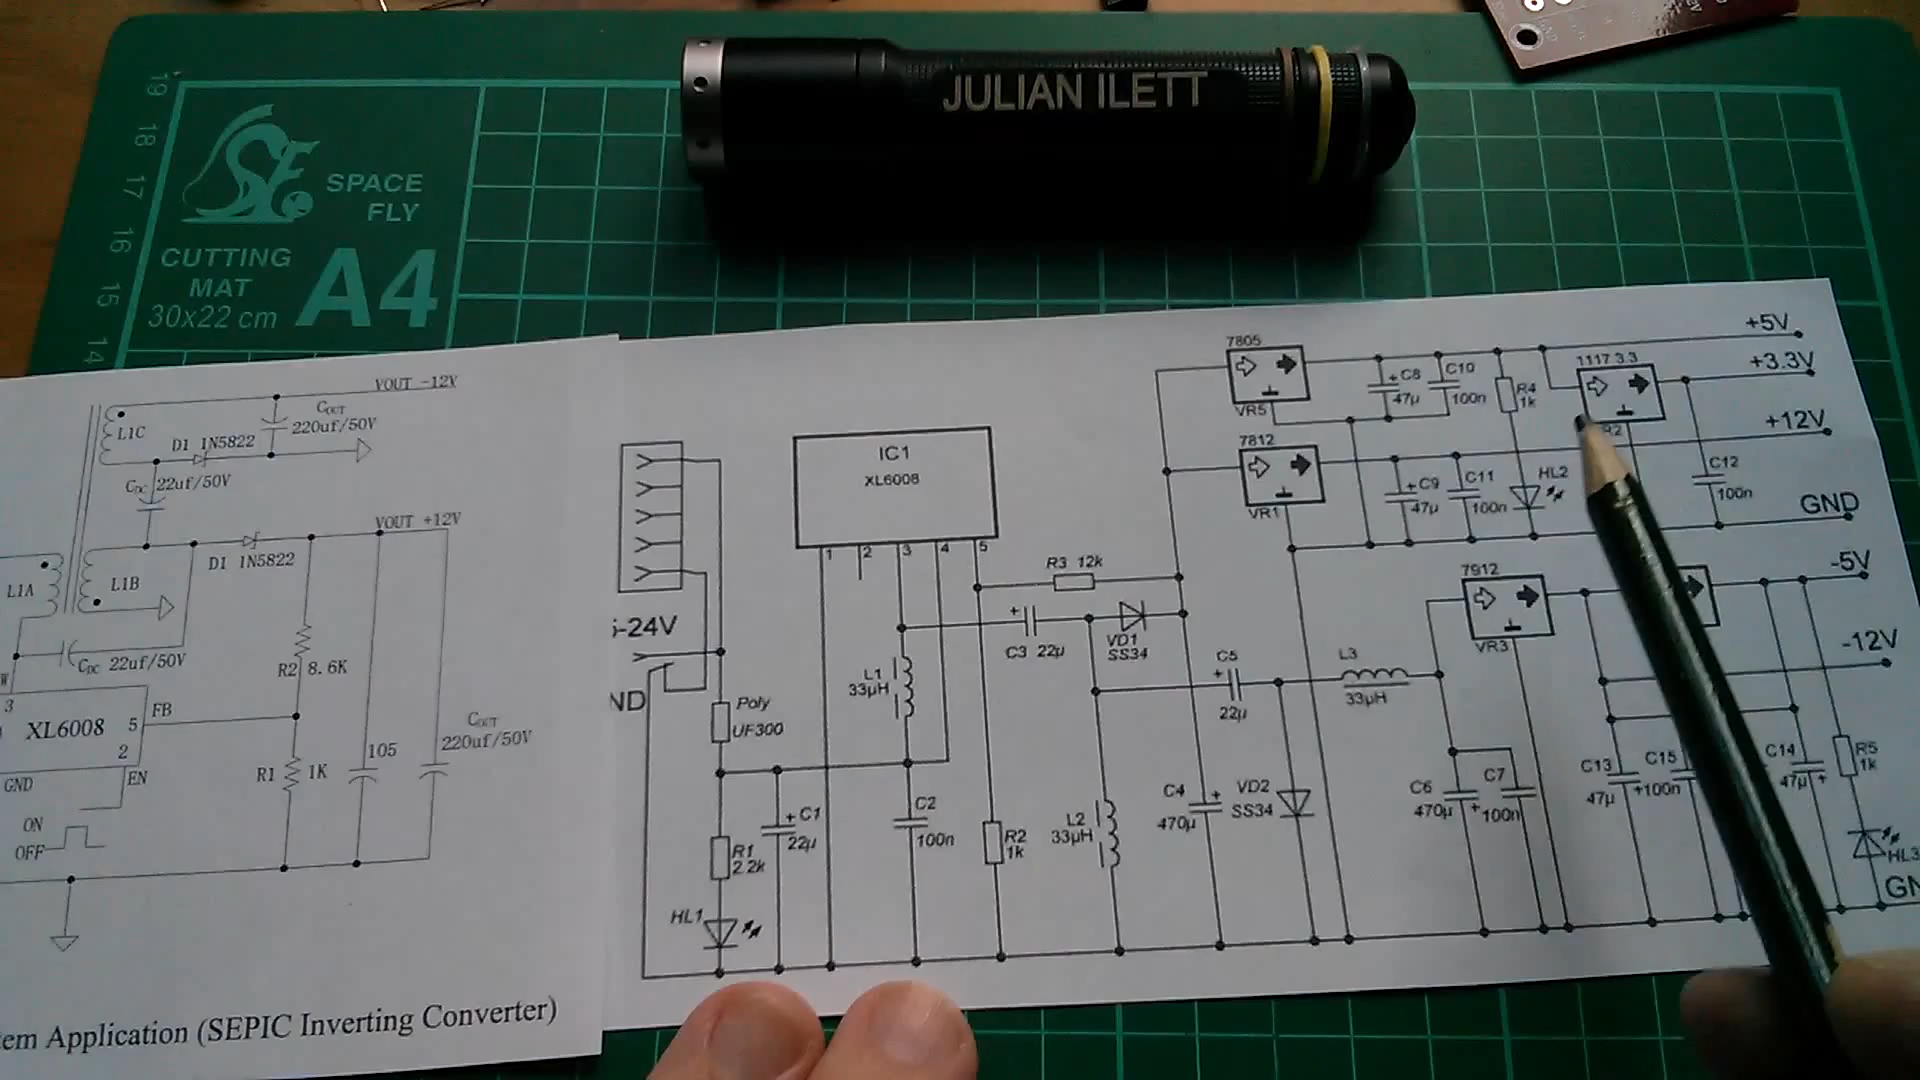 JULIAN ILETT
19
18
17
16
15
14
SPACE
FLY
CUTTING
MAT
30x22 cm
A4
VOUT -12V
COUT
220uf/50V
L1C
D1 1N5822
CDC 22uf/50V
VOUT +12V
D1 1N5822
L1A
L1B
CDC 22uf/50V
R2 8.6K
3
XL6008
5
FB
2
EN
GND
R1
1K
105
COUT
220uf/50V
ON
OFF
Application (SEPIC Inverting Converter)
-24V
IC1
XL6008
1
2
3
4
5
Poly
UF300
L1
33µH
R3 12k
C3 22µ
VD1
SS34
R1
2.2k
HL1
+ C1
22µ
C2
100n
R2
1k
L2
33µH
C4
470µ
+
C5
+
22µ
VD2
SS34
L3
33µH
7805
VR5
7812
VR1
+ C8
47µ
C10
100n
R4
1k
1117 3.3
+5V
+3.3V
+12V
+ C9
47µ
C11
100n
HL2
C12
100n
GND
7912
VR3
-5V
-12V
C6
470µ
+
C7
100n
C13
47µ
+
C15
100n
C14
47µ
+
R5
1k
HL3